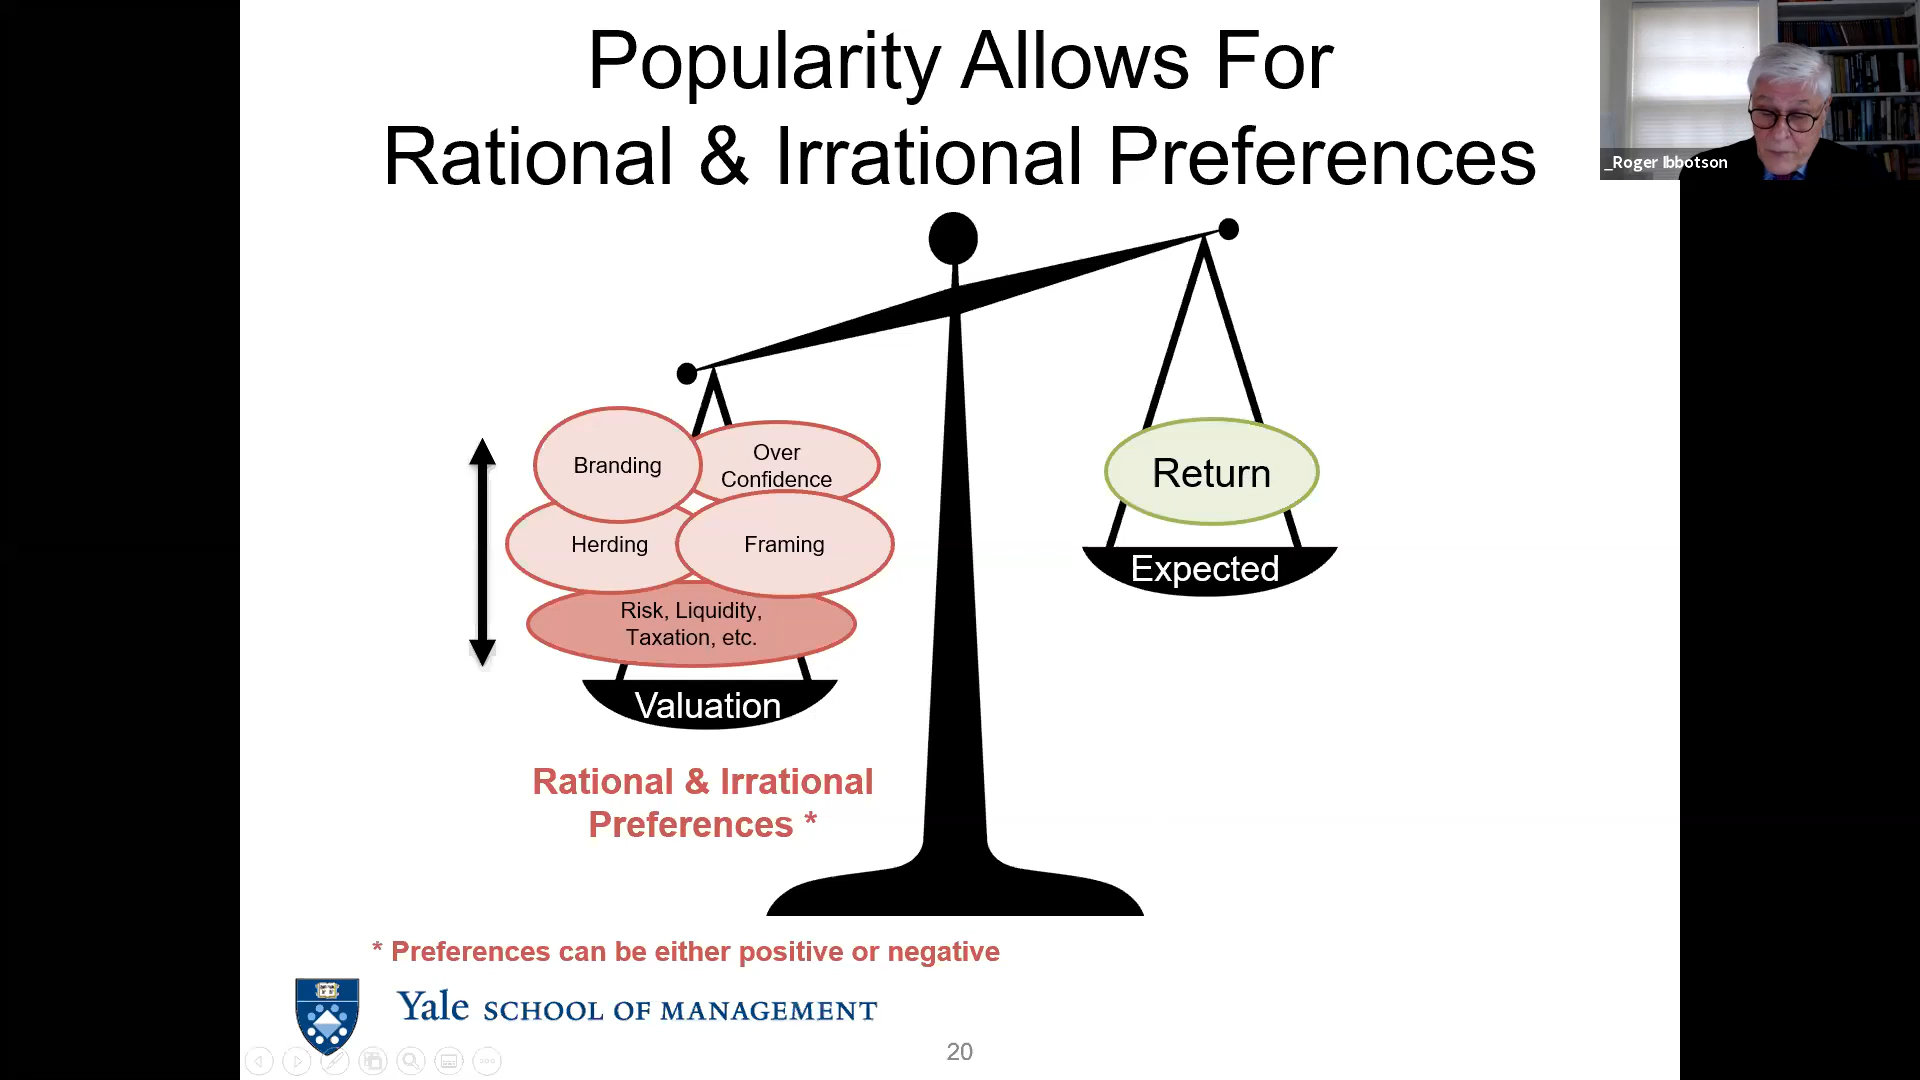 Popularity Allows For
Rational & Irrational Preferences
_Roger Ibbotson
Branding
Over
Confidence
Herding
Framing
Return
Risk, Liquidity,
Taxation, etc.
Expected
Valuation
Rational & Irrational
Preferences *
* Preferences can be either positive or negative
Yale SCHOOL OF MANAGEMENT
20